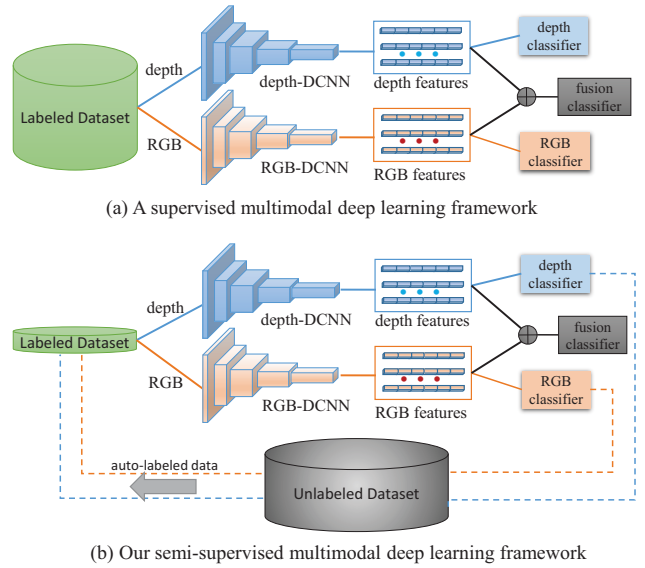 depth
classifier
depth
depth-DCNN
depth features
Labeled Dataset
fusion
classifier
RGB
RGB
classifier
RGB-DCNN
RGB features
(a) A supervised multimodal deep learning framework
depth
classifier
depth
depth-DCNN
depth features
Labeled Dataset
fusion
classifier
RGB
RGB
classifier
RGB-DCNN
RGB features
auto-labeled data
Unlabeled Dataset
(b) Our semi-supervised multimodal deep learning framework